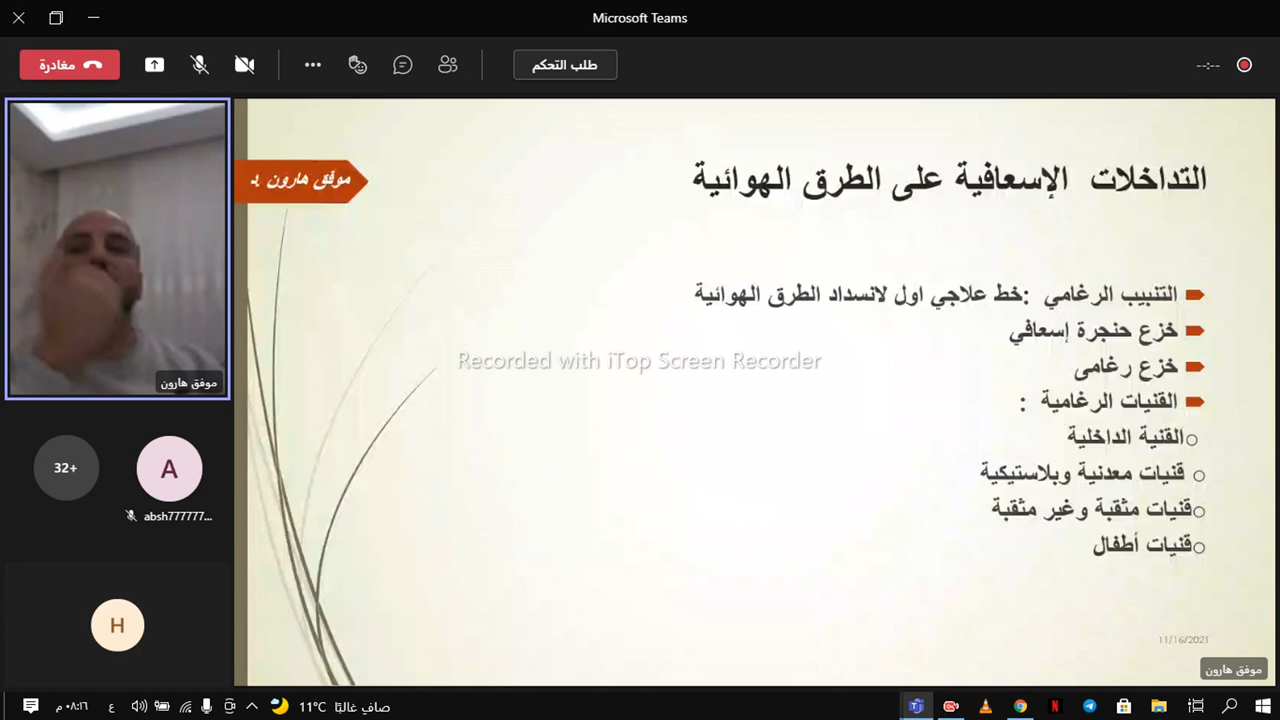 Microsoft Teams
مغادرة
طلب التحكم
--:--
موفق هارون
+32
A
absh777777...
H
موفق هارون د
التداخلات الإسعافية على الطرق الهوائية
التنبيب الرغامي :خط علاجي اول لانسداد الطرق الهوائية
خزع حنجرة إسعافي
خزع رغامى
القنيات الرغامية :
القنية الداخلية
قنيات معدنية وبلاستيكية
قنيات مثقبة وغير مثقبة
قنيات أطفال
Recorded with iTop Screen Recorder
11/16/2021
موفق هارون
٠٨:١٦ م
ع
11°C صافٍ غالبًا